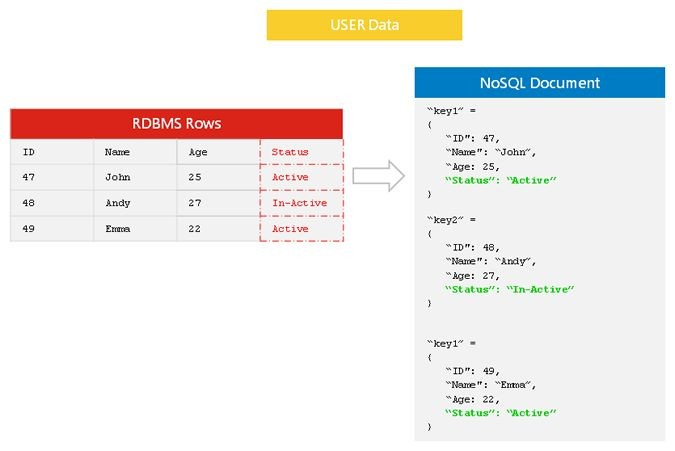 USER Data
RDBMS Rows
ID Name Age Status
47 John 25 Active
48 Andy 27 In-Active
49 Emma 22 Active
NoSQL Document
“key1” =
{
“ID”: 47,
“Name”: “John”,
“Age: 25,
“Status”: “Active”
}
“key2” =
{
“ID”: 48,
“Name”: “Andy”,
“Age: 27,
“Status”: “In-Active”
}
“key1” =
{
“ID”: 49,
“Name”: “Emma”,
“Age: 22,
“Status”: “Active”
}